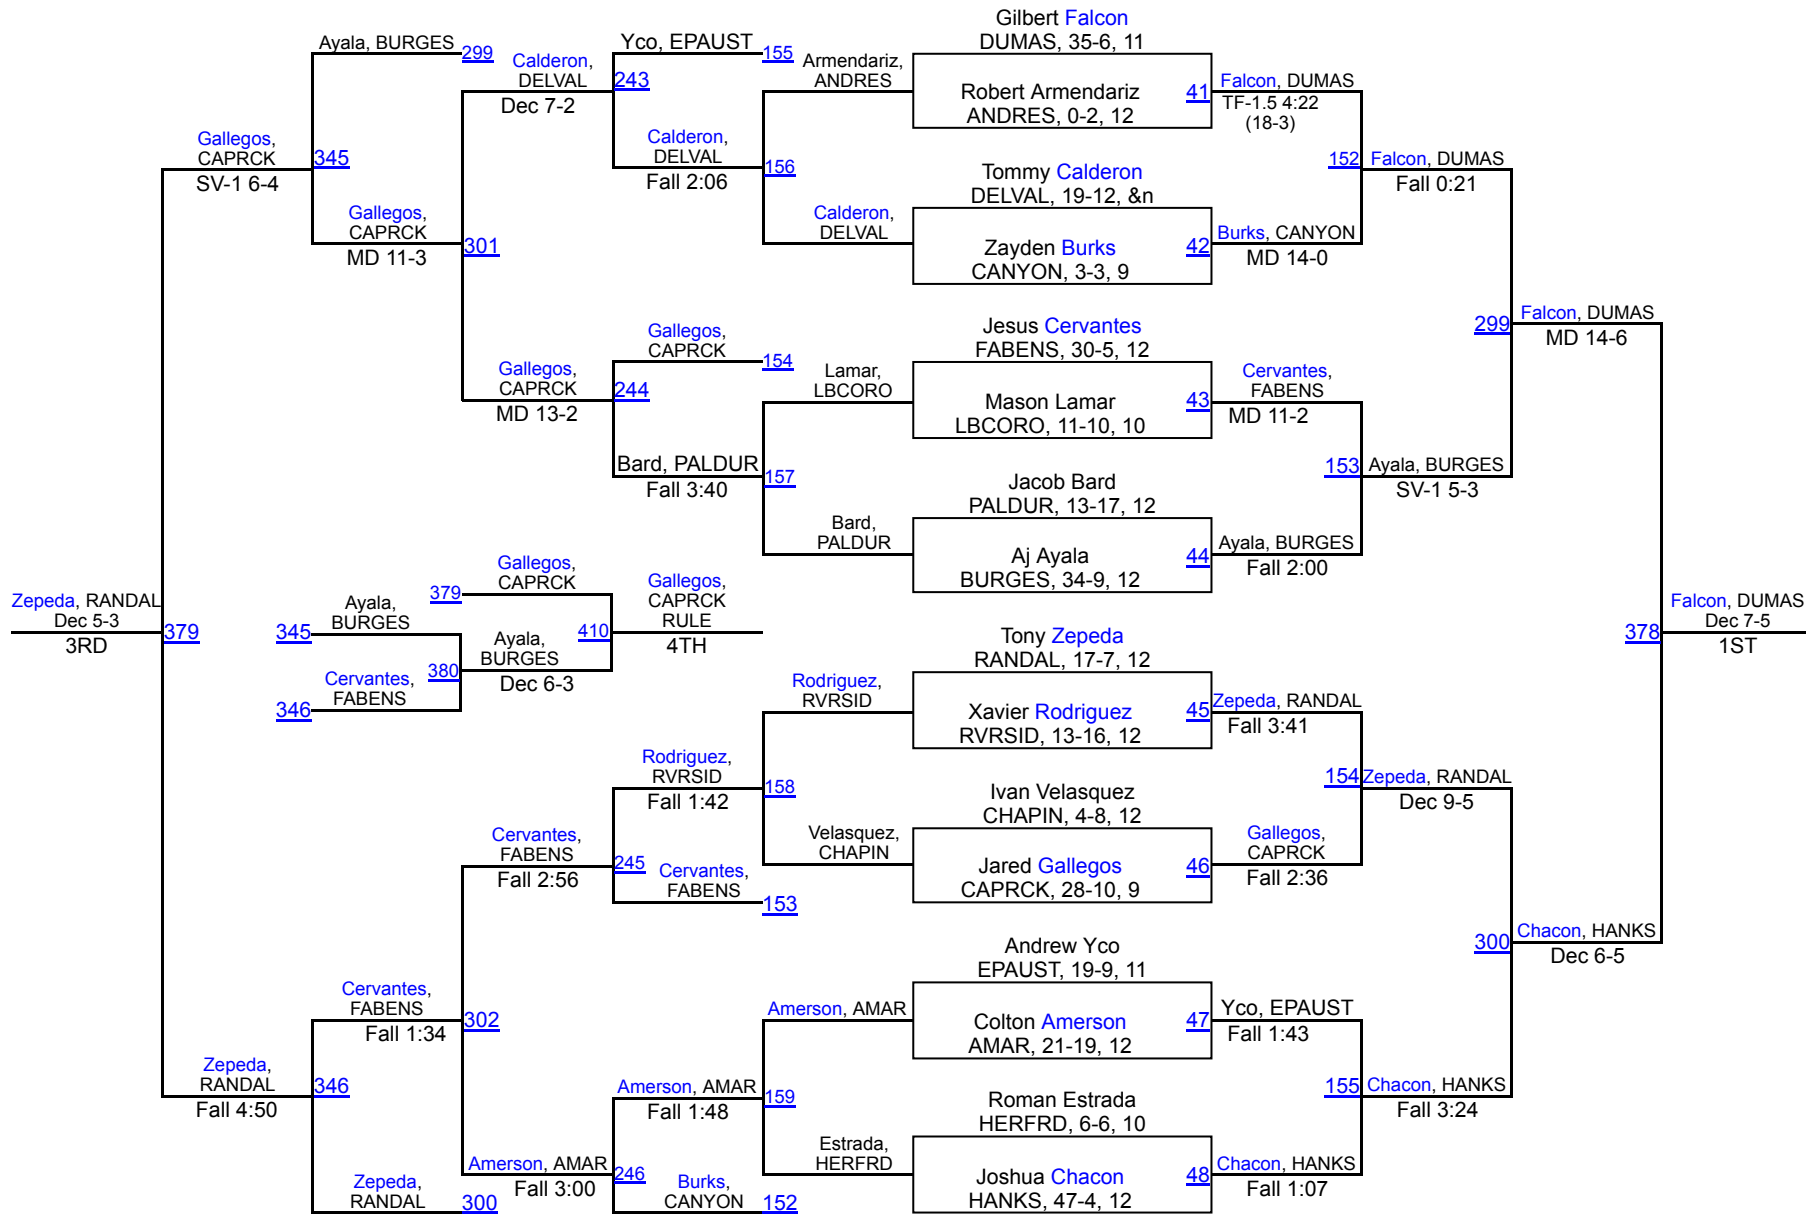 Gilbert Falcon
DUMAS, 35-6, 11
Robert Armendariz
ANDRES, 0-2, 12
41
Tommy Calderon
DELVAL, 19-12, &n
Zayden Burks
CANYON, 3-3, 9
42
Jesus Cervantes
FABENS, 30-5, 12
Mason Lamar
LBCORO, 11-10, 10
43
Jacob Bard
PALDUR, 13-17, 12
Aj Ayala
BURGES, 34-9, 12
44
Tony Zepeda
RANDAL, 17-7, 12
Xavier Rodriguez
RVRSID, 13-16, 12
45
Ivan Velasquez
CHAPIN, 4-8, 12
Jared Gallegos
CAPRCK, 28-10, 9
46
Andrew Yco
EPAUST, 19-9, 11
Colton Amerson
AMAR, 21-19, 12
47
Roman Estrada
HERFRD, 6-6, 10
Joshua Chacon
HANKS, 47-4, 12
48
Falcon, DUMAS
TF-1.5 4:22
(18-3)
Burks, CANYON
MD 14-0
152
Cervantes,
FABENS
MD 11-2
Ayala, BURGES
Fall 2:00
153
Zepeda, RANDAL
Fall 3:41
Gallegos,
CAPRCK
Fall 2:36
154
Yco, EPAUST
Fall 1:43
Chacon, HANKS
Fall 1:07
155
Falcon, DUMAS
Fall 0:21
Ayala, BURGES
SV-1 5-3
299
Zepeda, RANDAL
Dec 9-5
Chacon, HANKS
Fall 3:24
300
Falcon, DUMAS
MD 14-6
Chacon, HANKS
Dec 6-5
378
Falcon, DUMAS
Dec 7-5
1ST
Armendariz,
ANDRES
Calderon,
DELVAL
156
Lamar,
LBCORO
Bard,
PALDUR
157
Rodriguez,
RVRSID
Velasquez,
CHAPIN
158
Amerson, AMAR
Estrada,
HERFRD
159
Yco, EPAUST
155
Calderon,
DELVAL
Fall 2:06
243
Gallegos,
CAPRCK
154
Bard, PALDUR
Fall 3:40
244
Rodriguez,
RVRSID
Fall 1:42
Cervantes,
FABENS
153
245
Amerson, AMAR
Fall 1:48
Burks,
CANYON
152
246
Calderon,
DELVAL
Dec 7-2
Gallegos,
CAPRCK
MD 13-2
301
Cervantes,
FABENS
Fall 2:56
Amerson, AMAR
Fall 3:00
302
Ayala, BURGES
299
Gallegos,
CAPRCK
MD 11-3
345
Cervantes,
FABENS
Fall 1:34
Zepeda,
RANDAL
300
346
Gallegos,
CAPRCK
SV-1 6-4
Zepeda,
RANDAL
Fall 4:50
379
Zepeda, RANDAL
Dec 5-3
3RD
345
Ayala,
BURGES
346
Cervantes,
FABENS
380
379
Gallegos,
CAPRCK
Ayala,
BURGES
Dec 6-3
410
Gallegos,
CAPRCK
RULE
4TH